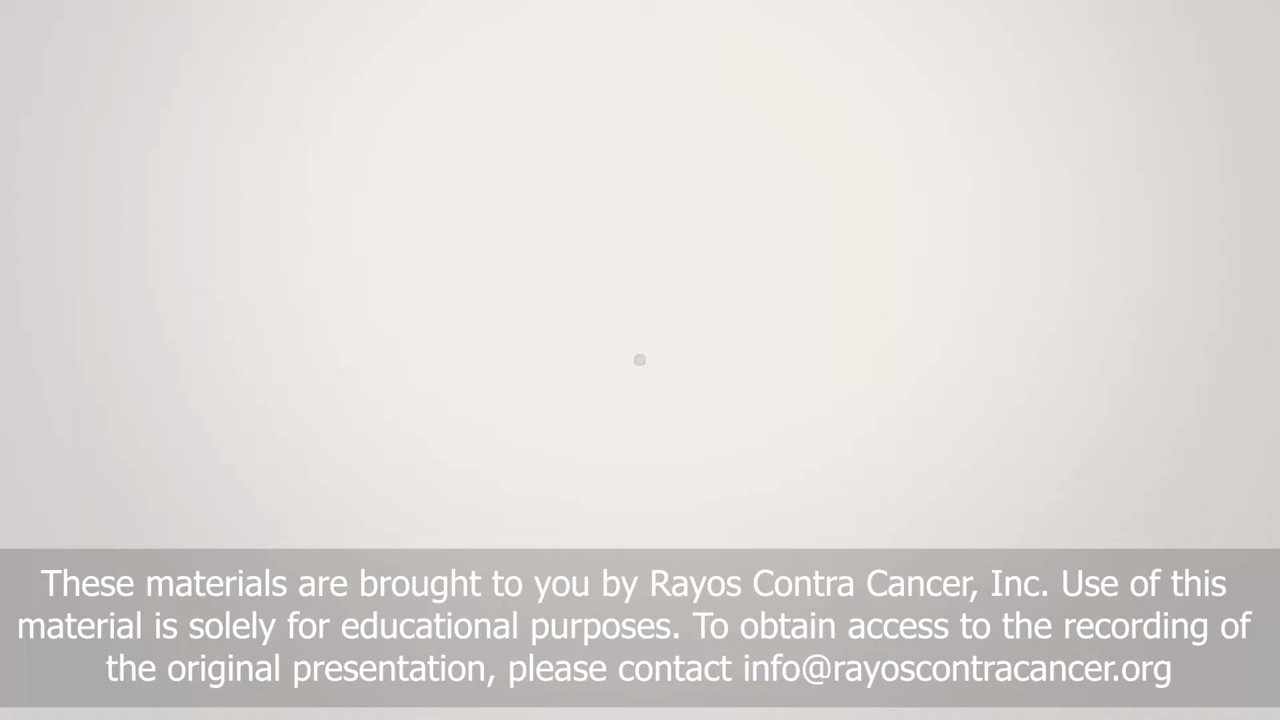 These materials are brought to you by Rayos Contra Cancer, Inc. Use of this
material is solely for educational purposes. To obtain access to the recording of
the original presentation, please contact info@rayoscontracancer.org